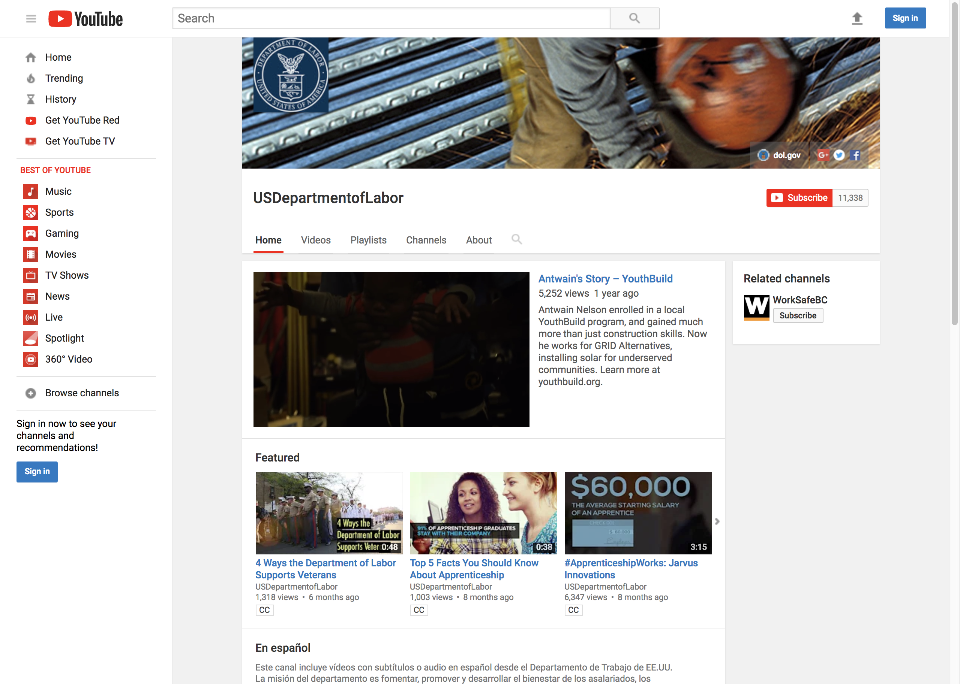 YouTube
Search
Sign in
Home
Trending
History
Get YouTube Red
Get YouTube TV
BEST OF YOUTUBE
Music
Sports
Gaming
Movies
TV Shows
News
Live
Spotlight
360° Video
Browse channels
Sign in now to see your
channels and
recommendations!
Sign in
DEPARTMENT OF LABOR
UNITED STATES OF AMERICA
dol.gov
USDepartmentofLabor
Subscribe 11,338
Home Videos Playlists Channels About
Antwain's Story – YouthBuild
5,252 views 1 year ago
Antwain Nelson enrolled in a local
YouthBuild program, and gained much
more than just construction skills. Now
he works for GRID Alternatives,
installing solar for underserved
communities. Learn more at
youthbuild.org.
Related channels
W
WorkSafeBC
Subscribe
Featured
4 Ways the
Department of Labor
Supports Veter 0:48
4 Ways the Department of Labor
Supports Veterans
USDepartmentofLabor
1,318 views • 6 months ago
CC
91% OF APPRENTICESHIP GRADUATES
STAY WITH THEIR COMPANY
0:38
Top 5 Facts You Should Know
About Apprenticeship
USDepartmentofLabor
1,003 views • 8 months ago
CC
$60,000
THE AVERAGE STARTING SALARY
OF AN APPRENTICE
3:15
#ApprenticeshipWorks: Jarvus
Innovations
USDepartmentofLabor
6,347 views • 8 months ago
CC
En español
Este canal incluye vídeos con subtítulos o audio en español desde el Departamento de Trabajo de EE.UU.
La misión del departamento es fomentar, promover y desarrollar el bienestar de los asalariados, los